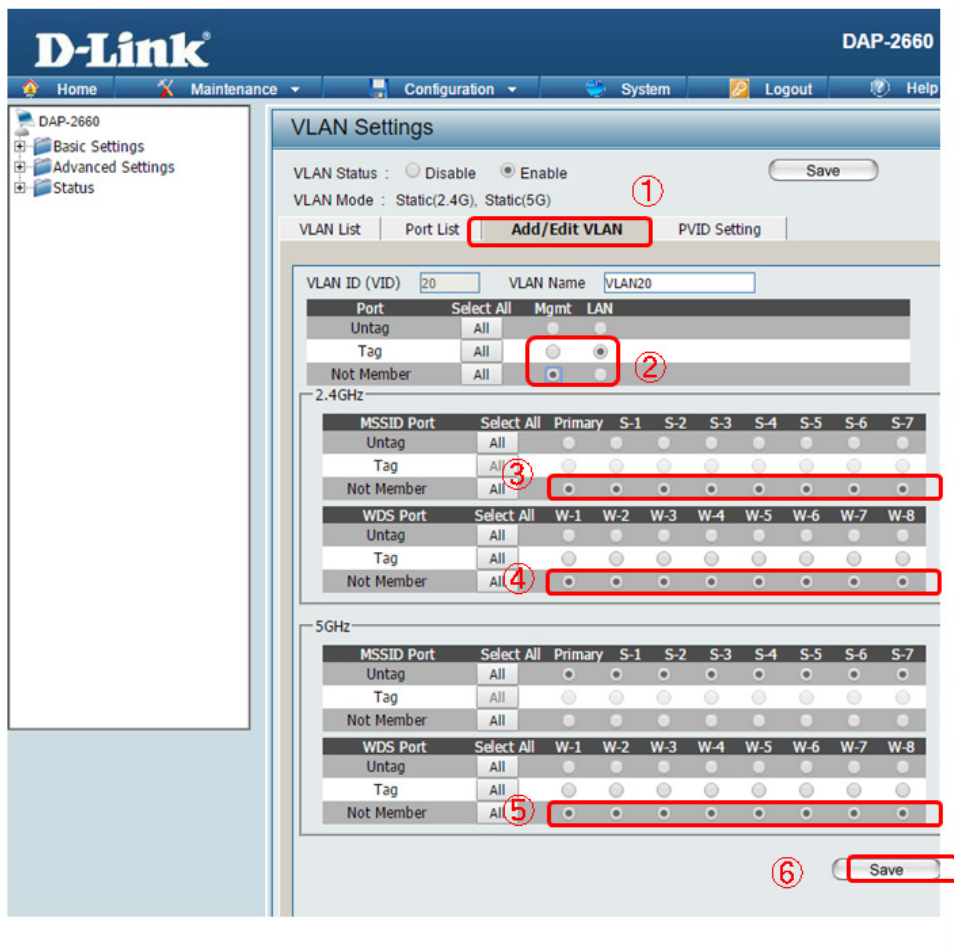 D-Link®
DAP-2660
Home Maintenance Configuration System Logout Help
DAP-2660
Basic Settings
Advanced Settings
Status
VLAN Settings
VLAN Status : Disable Enable Save
①
VLAN Mode : Static(2.4G), Static(5G)
VLAN List Port List Add/Edit VLAN PVID Setting
VLAN ID (VID) 20 VLAN Name VLAN20
Port Select All Mgmt LAN
Untag All
Tag All
②
Not Member All
2.4GHz
MSSID Port Select All Primary S-1 S-2 S-3 S-4 S-5 S-6 S-7
Untag All
Tag All
③
Not Member All
WDS Port Select All W-1 W-2 W-3 W-4 W-5 W-6 W-7 W-8
Untag All
Tag All
Not Member All ④
5GHz
MSSID Port Select All Primary S-1 S-2 S-3 S-4 S-5 S-6 S-7
Untag All
Tag All
Not Member All
WDS Port Select All W-1 W-2 W-3 W-4 W-5 W-6 W-7 W-8
Untag All
Tag All
Not Member All ⑤
⑥ Save